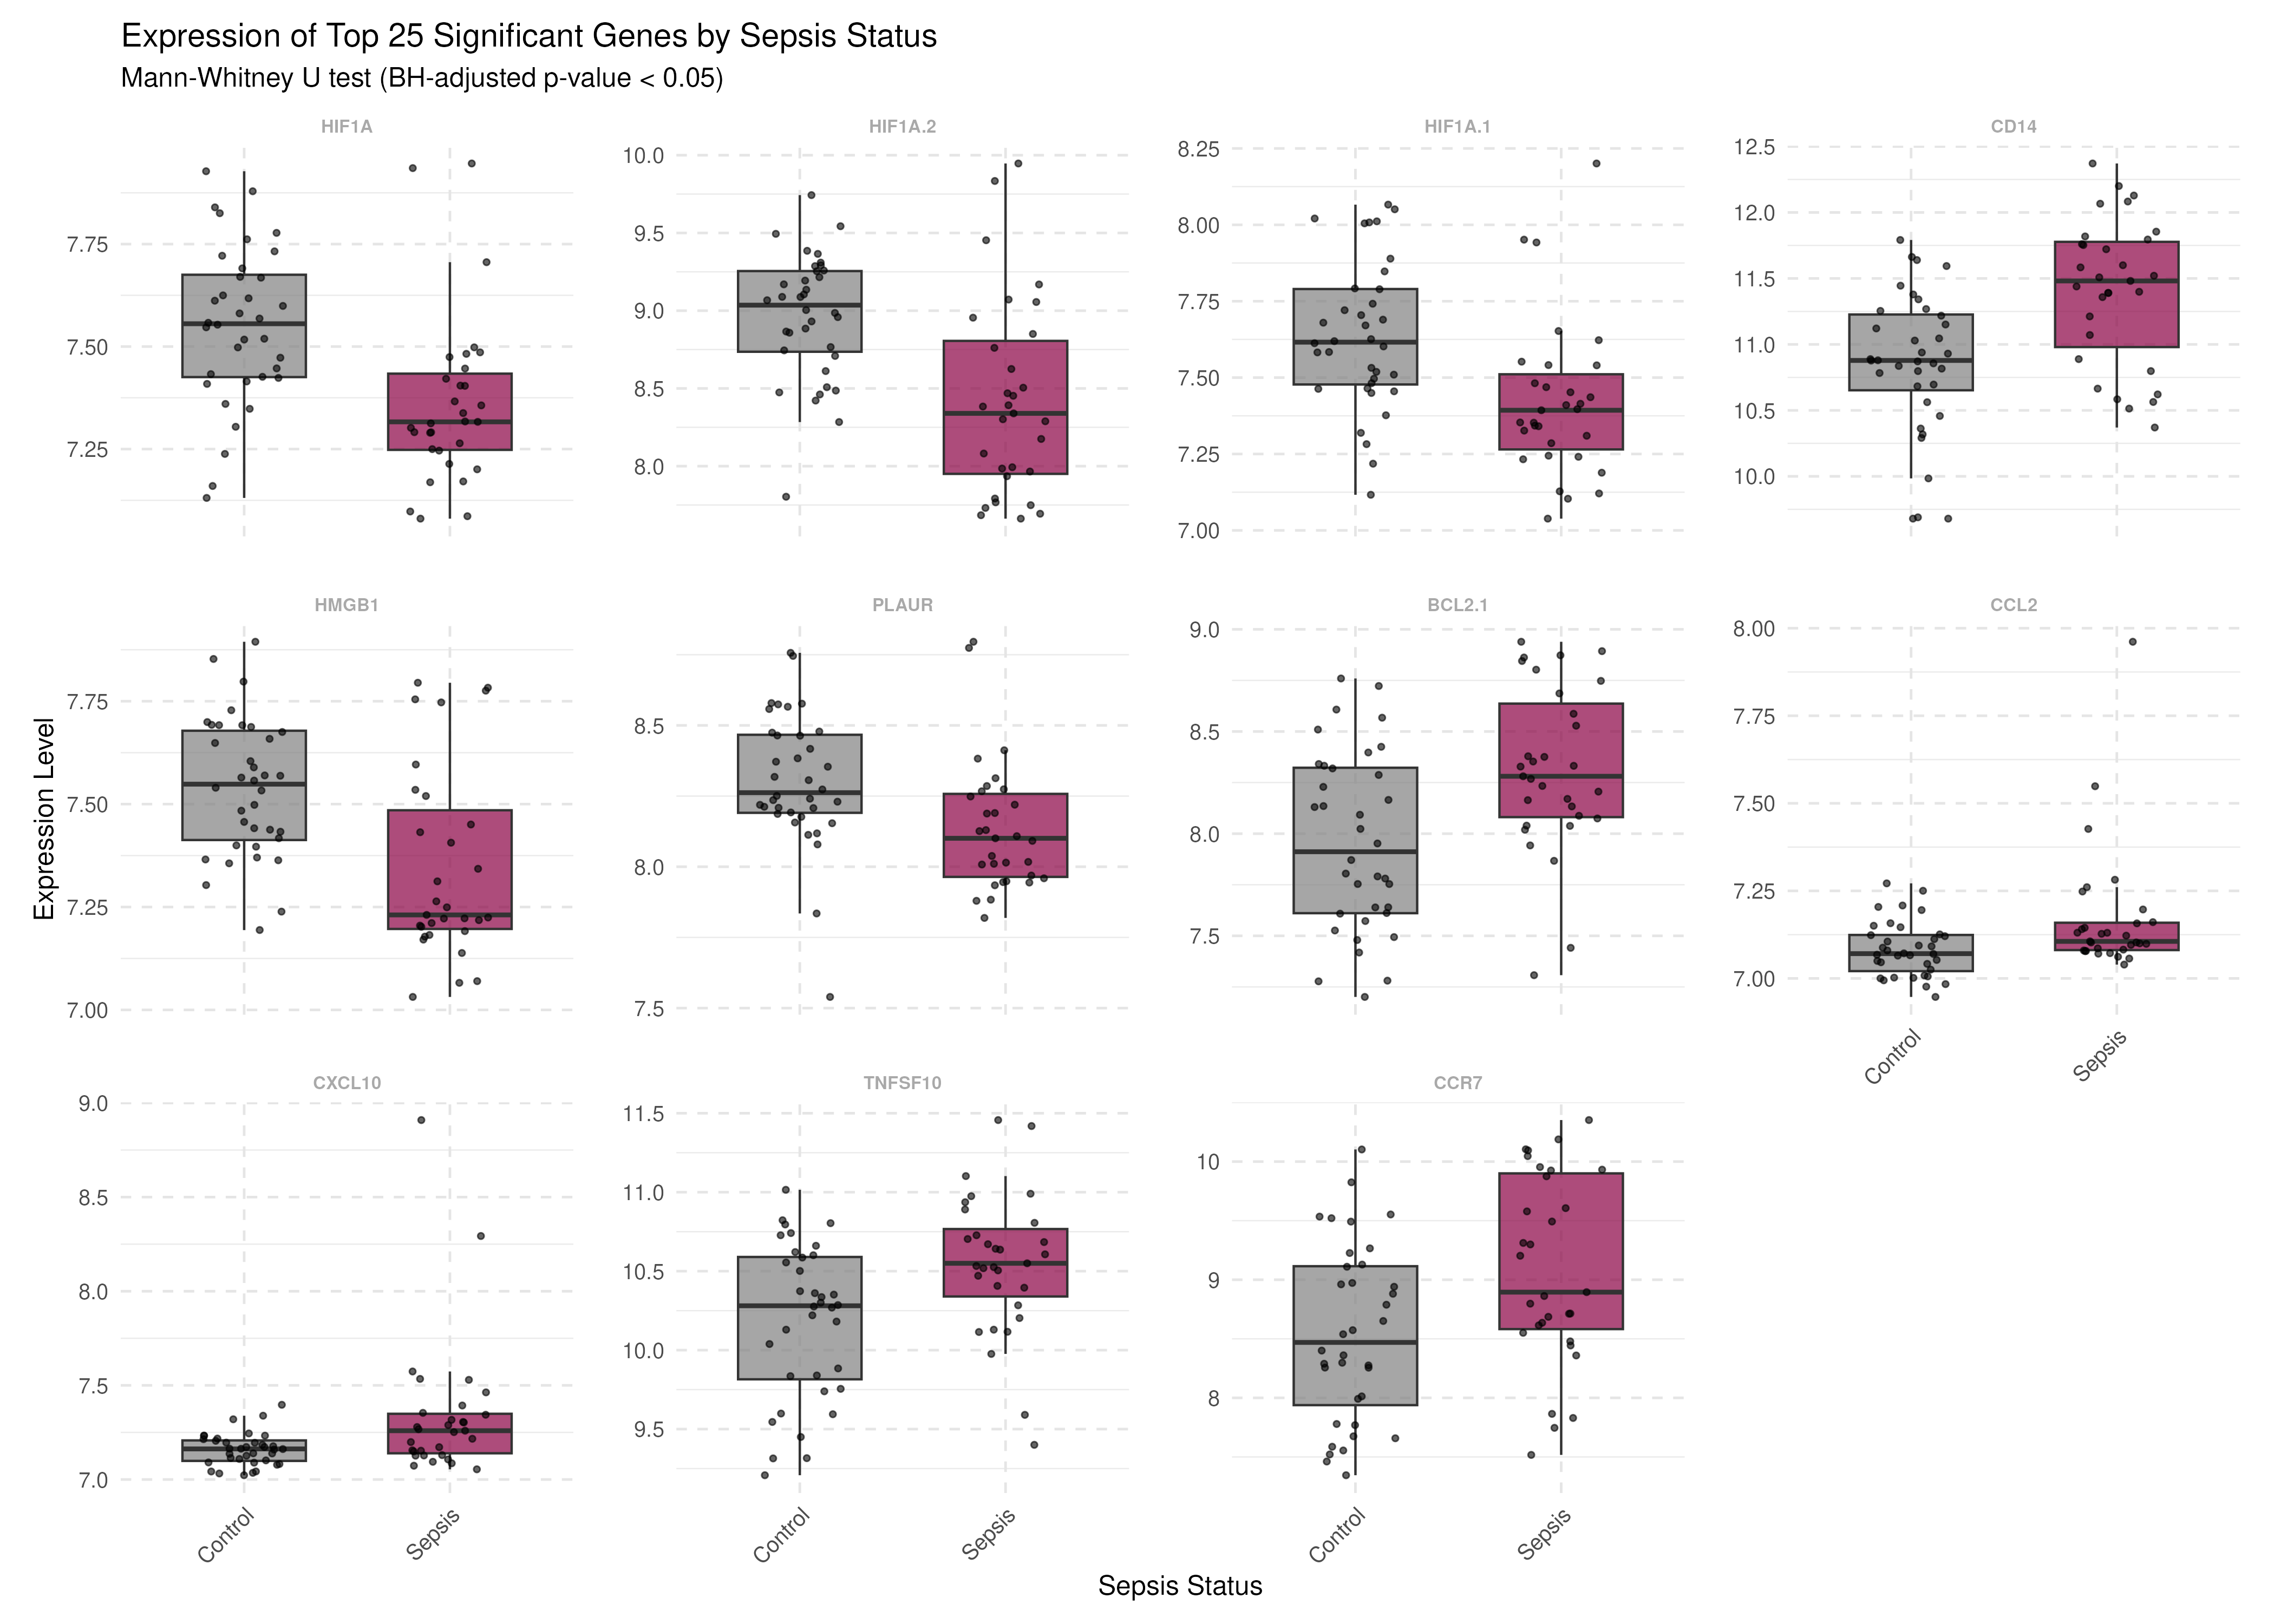 Expression of Top 25 Significant Genes by Sepsis Status
Mann-Whitney U test (BH-adjusted p-value < 0.05)
HIF1A
7.75
7.50
7.25
HIF1A.2
10.0
9.5
9.0
8.5
8.0
HIF1A.1
8.25
8.00
7.75
7.50
7.25
7.00
CD14
12.5
12.0
11.5
11.0
10.5
10.0
Expression Level
HMGB1
7.75
7.50
7.25
7.00
PLAUR
8.5
8.0
7.5
BCL2.1
9.0
8.5
8.0
7.5
CCL2
8.00
7.75
7.50
7.25
7.00
Control
Sepsis
CXCL10
9.0
8.5
8.0
7.5
7.0
Control
Sepsis
TNFSF10
11.5
11.0
10.5
10.0
9.5
Control
Sepsis
CCR7
10
9
8
Control
Sepsis
Sepsis Status